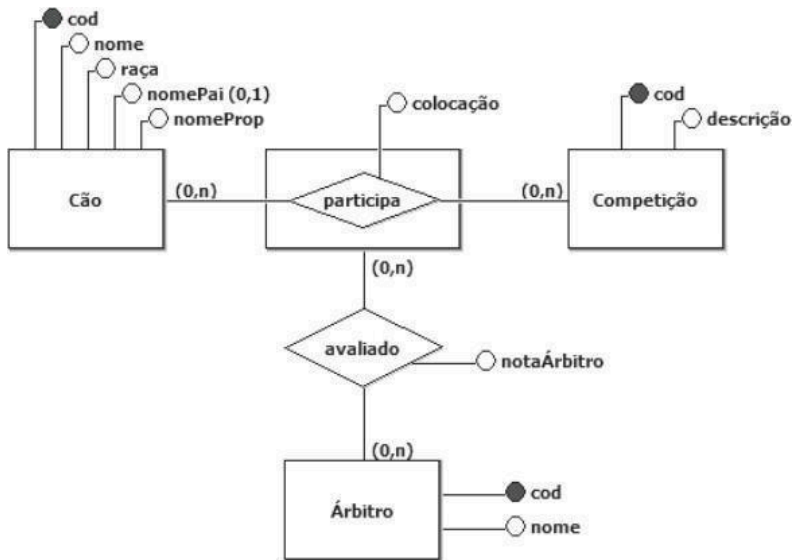 cod
nome
raça
nomePai (0,1)
nomeProp
Cão
(0,n)
colocação
participa
(0,n)
cod
descrição
Competição
(0,n)
avaliado
notaÁrbitro
(0,n)
Árbitro
cod
nome